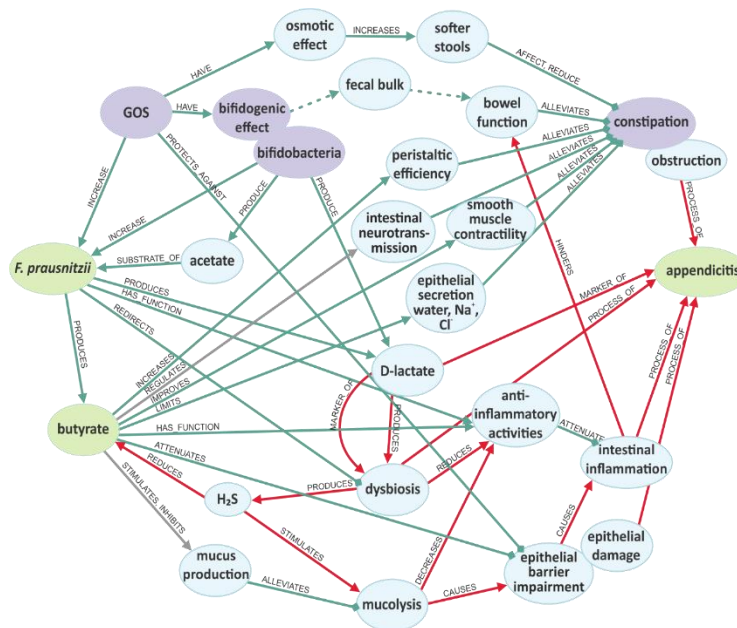 osmotic
effect
INCREASES
softer
stools
HAVE
AFFECT, REDUCE
GOS
HAVE
bifidogenic
effect
fecal bulk
bowel
function
ALLEVIATES
constipation
bifidobacteria
PROTECTS_AGAINST
peristaltic
efficiency
ALLEVIATES
ALLEVIATES
ALLEVIATES
ALLEVIATES
obstruction
INCREASE
INCREASE
PRODUCE
PRODUCE
intestinal
neurotrans-
mission
smooth
muscle
contractility
PROCESS_OF
F. prausnitzii
SUBSTRATE_OF
acetate
HINDERS
appendicitis
epithelial
secretion
water, Na+,
Cl-
MARKER_OF
PROCESS_OF
PRODUCES
HAS_FUNCTION
REDIRECTS
PRODUCES
INCREASES
REGULATES
IMPROVES
LIMITS
D-lactate
PROCESS_OF
PROCESS_OF
MARKER_OF
PRODUCES
anti-
inflammatory
activities
ATTENUATE
butyrate
HAS_FUNCTION
ATTENUATES
intestinal
inflammation
REDUCES
REDUCES
PRODUCES
dysbiosis
H₂S
STIMULATES, INHIBITS
STIMULATES
DECREASES
CAUSES
epithelial
damage
mucus
production
ALLEVIATES
mucolysis
CAUSES
epithelial
barrier
impairment